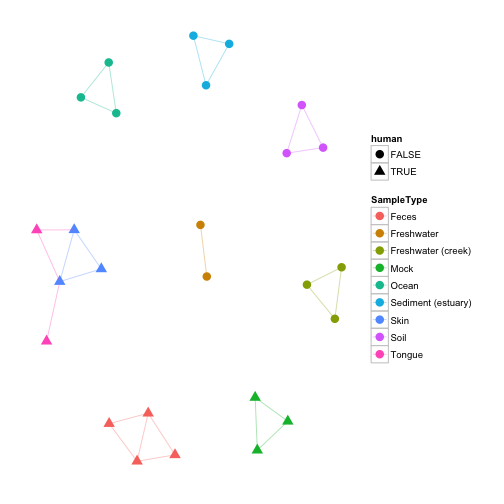 human
FALSE
TRUE
SampleType
Feces
Freshwater
Freshwater (creek)
Mock
Ocean
Sediment (estuary)
Skin
Soil
Tongue